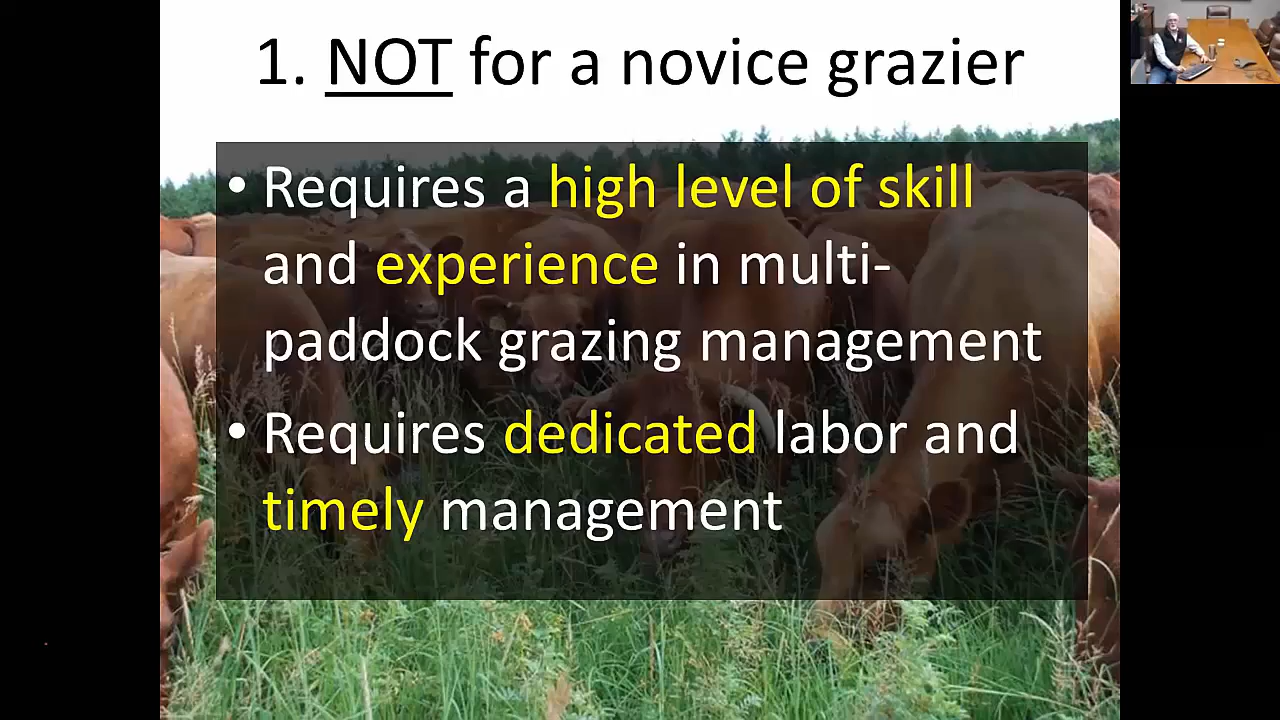 1. NOT for a novice grazier
• Requires a high level of skill
and experience in multi-
paddock grazing management
• Requires dedicated labor and
timely management